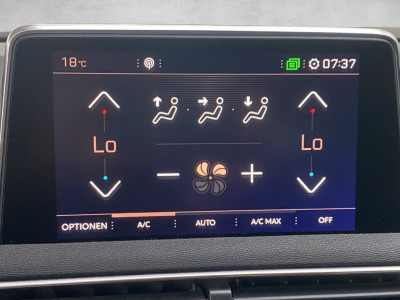 18°C 07:37
Lo Lo
OPTIONEN A/C AUTO A/C MAX OFF